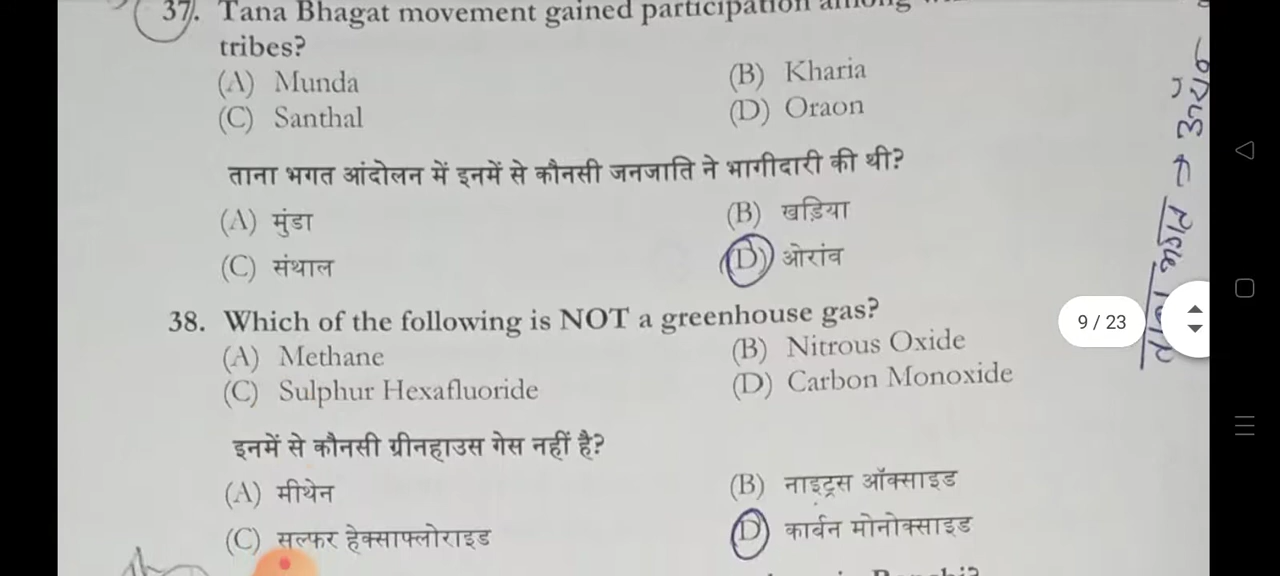 37. Tana Bhagat movement gained participation among
tribes?
(A) Munda (B) Kharia
(C) Santhal (D) Oraon
ताना भगत आंदोलन में इनमें से कौनसी जनजाति ने भागीदारी की थी?
(A) मुंडा (B) खड़िया
(C) संथाल (D) ओरांव
38. Which of the following is NOT a greenhouse gas?
(A) Methane (B) Nitrous Oxide
(C) Sulphur Hexafluoride (D) Carbon Monoxide
इनमें से कौनसी ग्रीनहाउस गेस नहीं है?
(A) मीथेन (B) नाइट्रस ऑक्साइड
(C) सल्फर हेक्साफ्लोराइड (D) कार्बन मोनोक्साइड
9 / 23